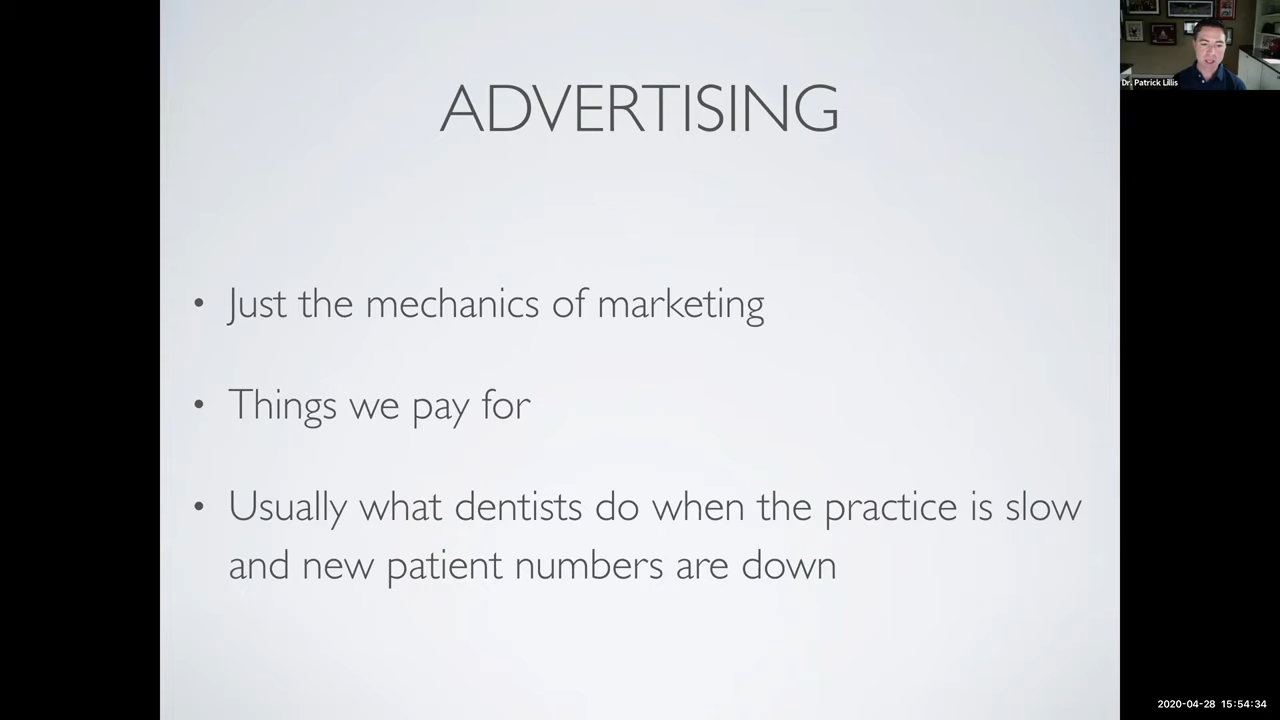 ADVERTISING
Dr. Patrick Lillis
• Just the mechanics of marketing
• Things we pay for
• Usually what dentists do when the practice is slow
and new patient numbers are down
2020-04-28 15:54:34